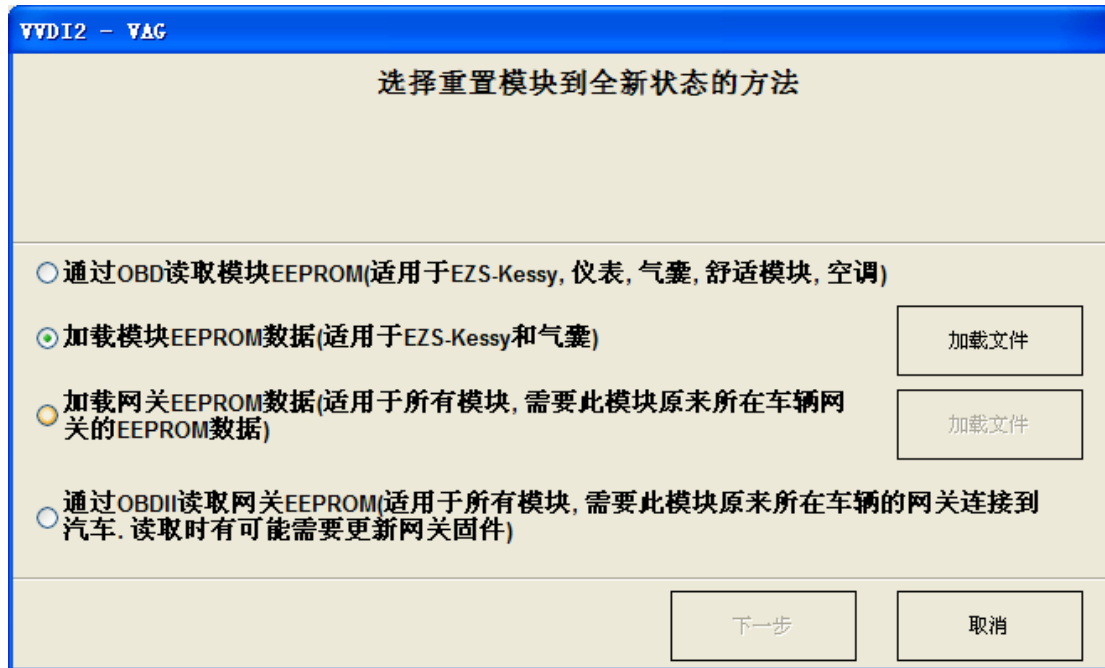 VVDI2 - VAG
选择重置模块到全新状态的方法
通过OBD读取模块EEPROM(适用于EZS-Kessy, 仪表, 气囊, 舒适模块, 空调)
加载模块EEPROM数据(适用于EZS-Kessy和气囊)
加载文件
加载网关EEPROM数据(适用于所有模块, 需要此模块原来所在车辆网
关的EEPROM数据)
加载文件
通过OBDII读取网关EEPROM(适用于所有模块, 需要此模块原来所在车辆的网关连接到
汽车. 读取时有可能需要更新网关固件)
下一步
取消